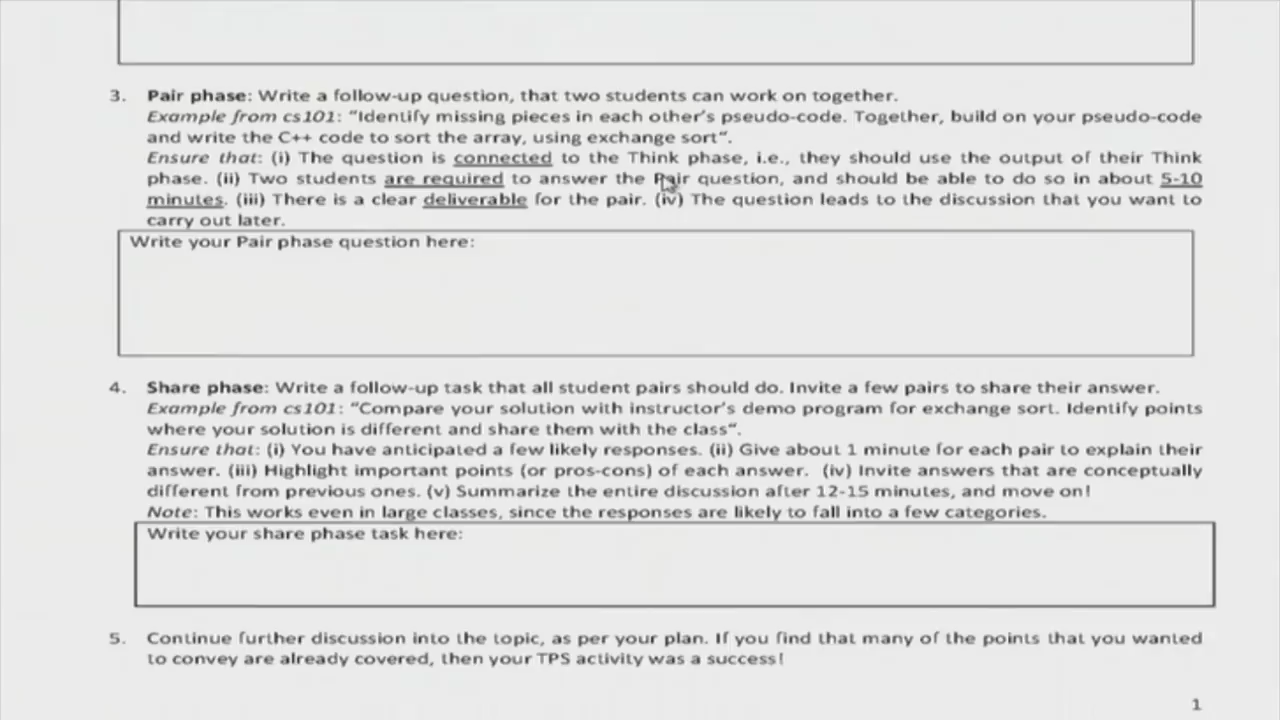 3. Pair phase: Write a follow-up question, that two students can work on together.
Example from cs101: "Identify missing pieces in each other's pseudo-code. Together, build on your pseudo-code
and write the C++ code to sort the array, using exchange sort".
Ensure that: (i) The question is connected to the Think phase, i.e., they should use the output of their Think
phase. (ii) Two students are required to answer the Pair question, and should be able to do so in about 5-10
minutes. (iii) There is a clear deliverable for the pair. (iv) The question leads to the discussion that you want to
carry out later.
Write your Pair phase question here:
4. Share phase: Write a follow-up task that all student pairs should do. Invite a few pairs to share their answer.
Example from cs101: "Compare your solution with instructor's demo program for exchange sort. Identify points
where your solution is different and share them with the class".
Ensure that: (i) You have anticipated a few likely responses. (ii) Give about 1 minute for each pair to explain their
answer. (iii) Highlight important points (or pros-cons) of each answer. (iv) Invite answers that are conceptually
different from previous ones. (v) Summarize the entire discussion after 12-15 minutes, and move on!
Note: This works even in large classes, since the responses are likely to fall into a few categories.
Write your share phase task here:
5. Continue further discussion into the topic, as per your plan. If you find that many of the points that you wanted
to convey are already covered, then your TPS activity was a success!
1